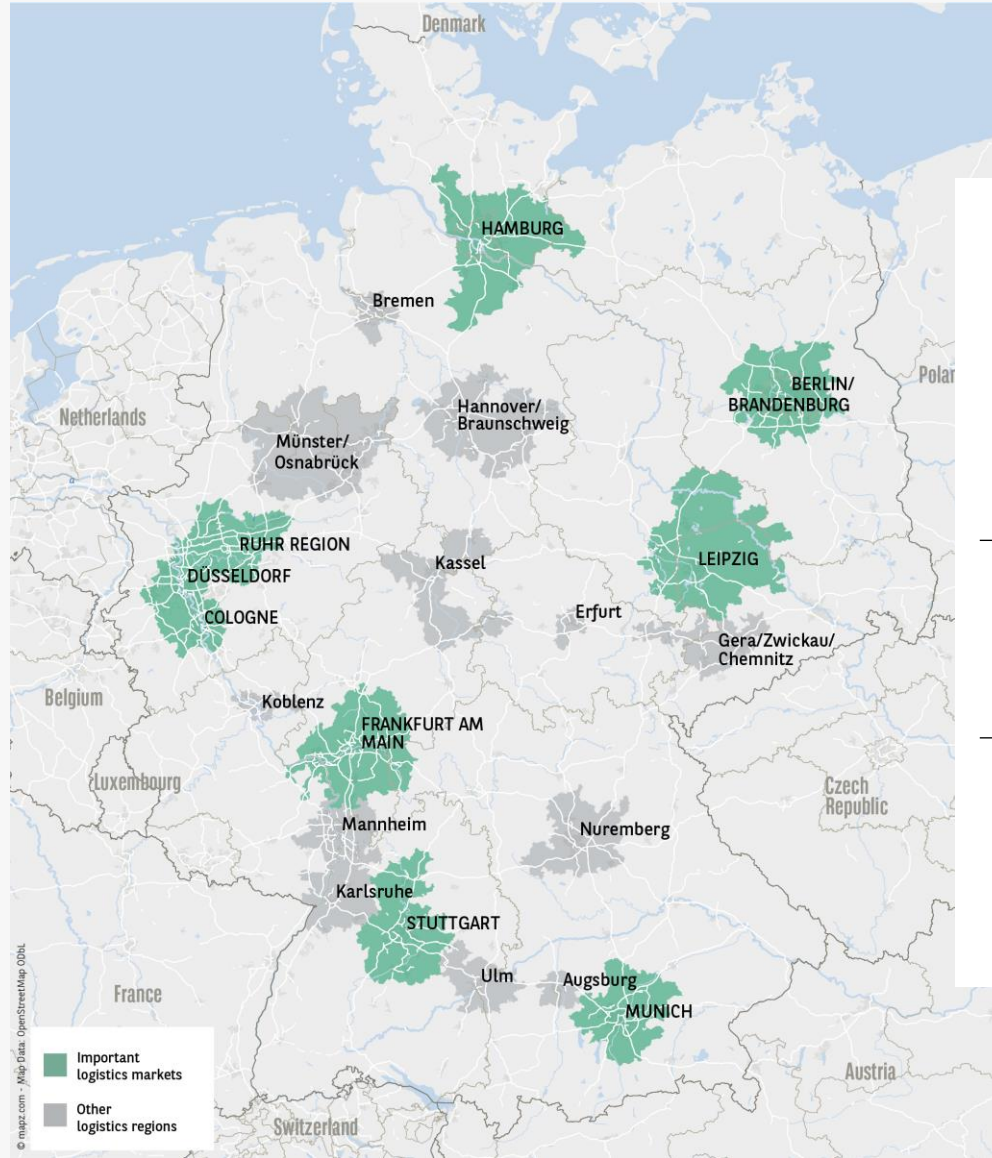 Denmark
HAMBURG
Bremen
BERLIN/
BRANDENBURG
Netherlands
Hannover/
Braunschweig
Münster/
Osnabrück
RUHR REGION
DÜSSELDORF
COLOGNE
Kassel
LEIPZIG
Erfurt
Gera/Zwickau/
Chemnitz
Belgium
Koblenz
FRANKFURT AM
MAIN
Luxembourg
Czech
Republic
Mannheim
Nuremberg
Karlsruhe
STUTTGART
Ulm
Augsburg
MUNICH
France
Austria
Switzerland
Important
logistics markets
Other
logistics regions
© mapz.com - Map Data: OpenStreetMap ODbL